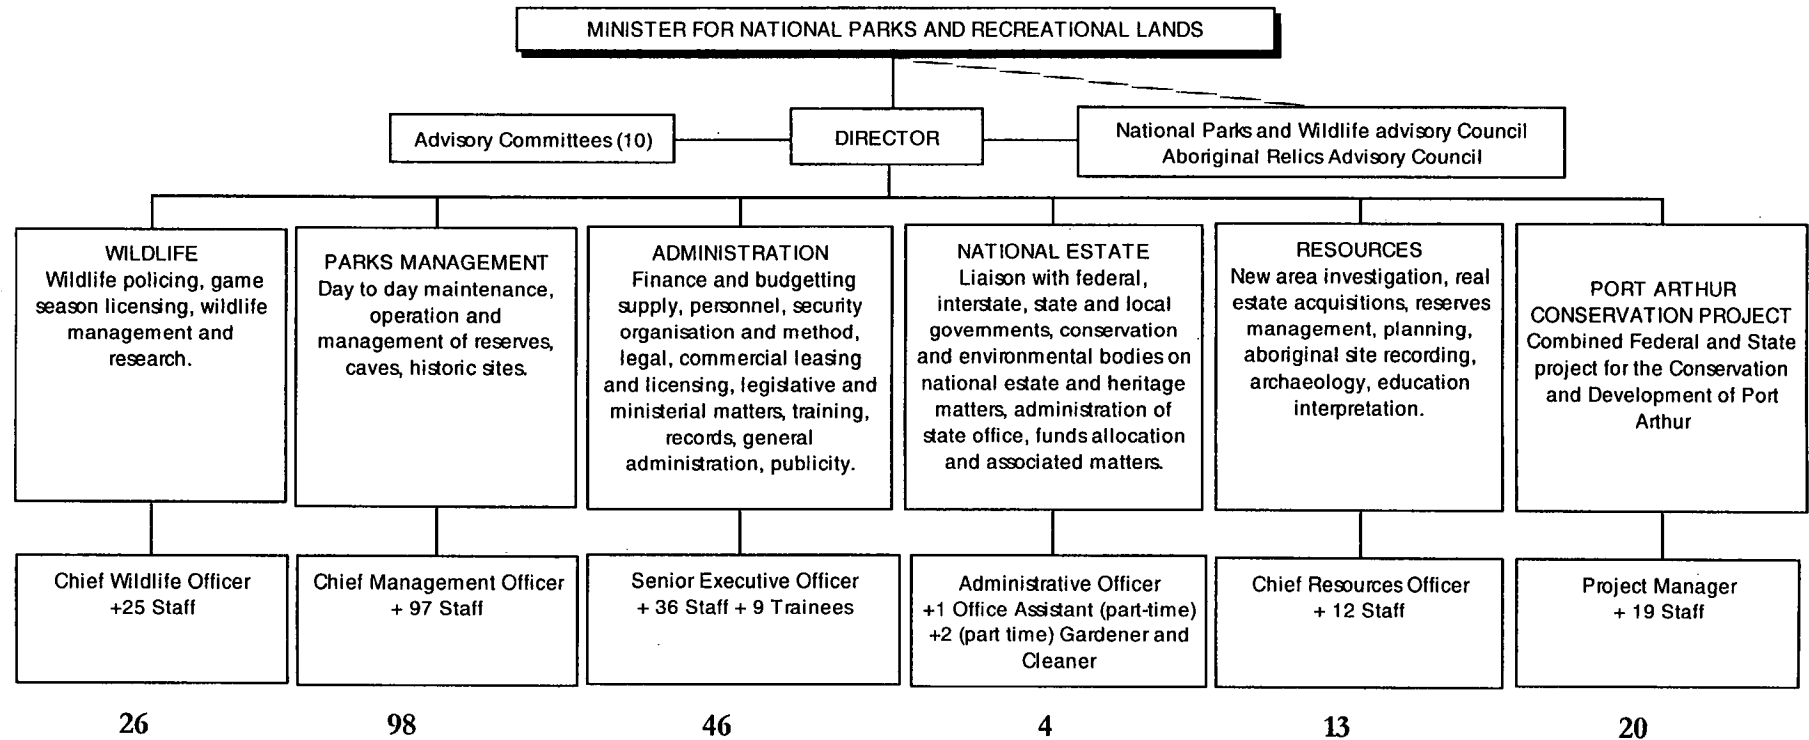 MINISTER FOR NATIONAL PARKS AND RECREATIONAL LANDS
Advisory Committees (10)
DIRECTOR
National Parks and Wildlife advisory Council
Aboriginal Relics Advisory Council
WILDLIFE
Wildlife policing, game
season licensing, wildlife
management and
research.
PARKS MANAGEMENT
Day to day maintenance,
operation and
management of reserves,
caves, historic sites.
ADMINISTRATION
Finance and budgetting
supply, personnel, security
organisation and method,
legal, commercial leasing
and licensing, legislative and
ministerial matters, training,
records, general
administration, publicity.
NATIONAL ESTATE
Liaison with federal,
interstate, state and local
governments, conservation
and environmental bodies on
national estate and heritage
matters, administration of
state office, funds allocation
and associated matters.
RESOURCES
New area investigation, real
estate acquisitions, reserves
management, planning,
aboriginal site recording,
archaeology, education
interpretation.
PORT ARTHUR
CONSERVATION PROJECT
Combined Federal and State
project for the Conservation
and Development of Port
Arthur
Chief Wildlife Officer
+25 Staff
Chief Management Officer
+ 97 Staff
Senior Executive Officer
+ 36 Staff + 9 Trainees
Administrative Officer
+1 Office Assistant (part-time)
+2 (part time) Gardener and
Cleaner
Chief Resources Officer
+ 12 Staff
Project Manager
+ 19 Staff
26
98
46
4
13
20